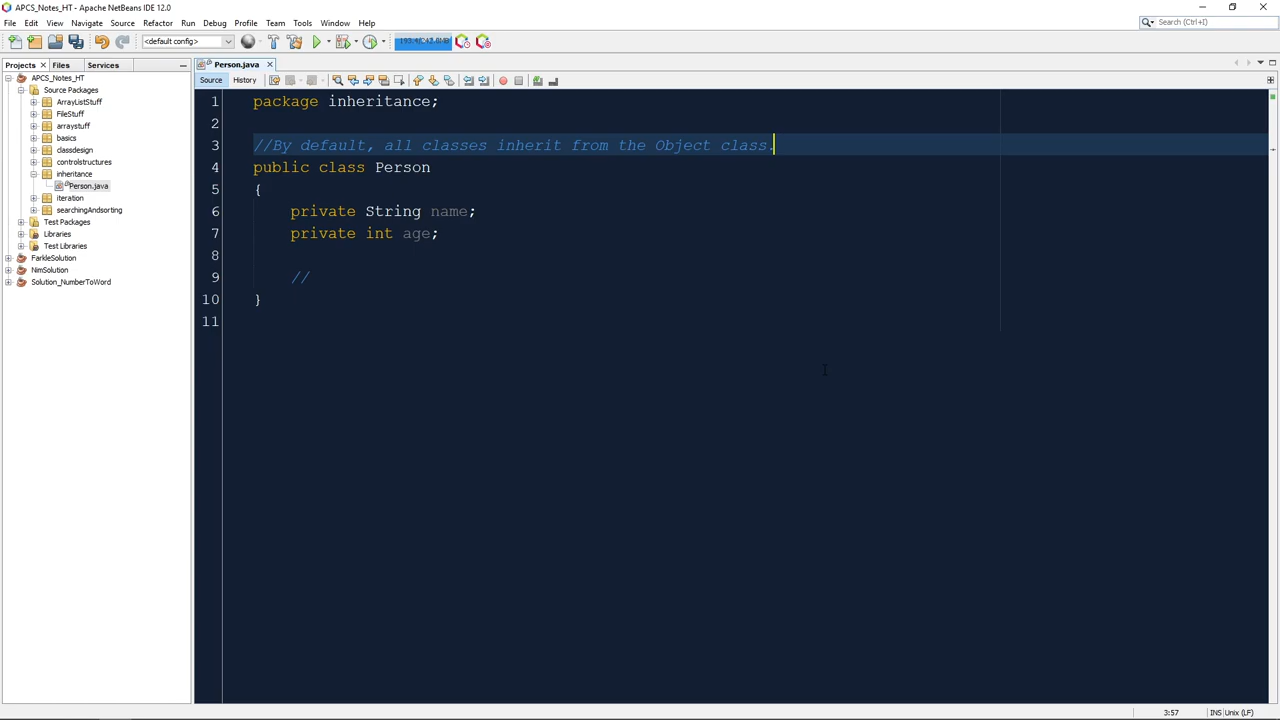 APCS_Notes_HT - Apache NetBeans IDE 12.0
File Edit View Navigate Source Refactor Run Debug Profile Team Tools Window Help
Search (Ctrl+I)
<default config>
Projects Files Services
Person.java
APCS_Notes_HT
Source Packages
ArrayListStuff
FileStuff
arraystuff
basics
classdesign
controlstructures
inheritance
Person.java
iteration
searchingAndsorting
Test Packages
Libraries
Test Libraries
FarkleSolution
NimSolution
Solution_NumberToWord
Source History
1 package inheritance;
2
3 //By default, all classes inherit from the Object class.
4 public class Person
5 {
6 private String name;
7 private int age;
8
9 //
10 }
11
3:57 INS Unix (LF)